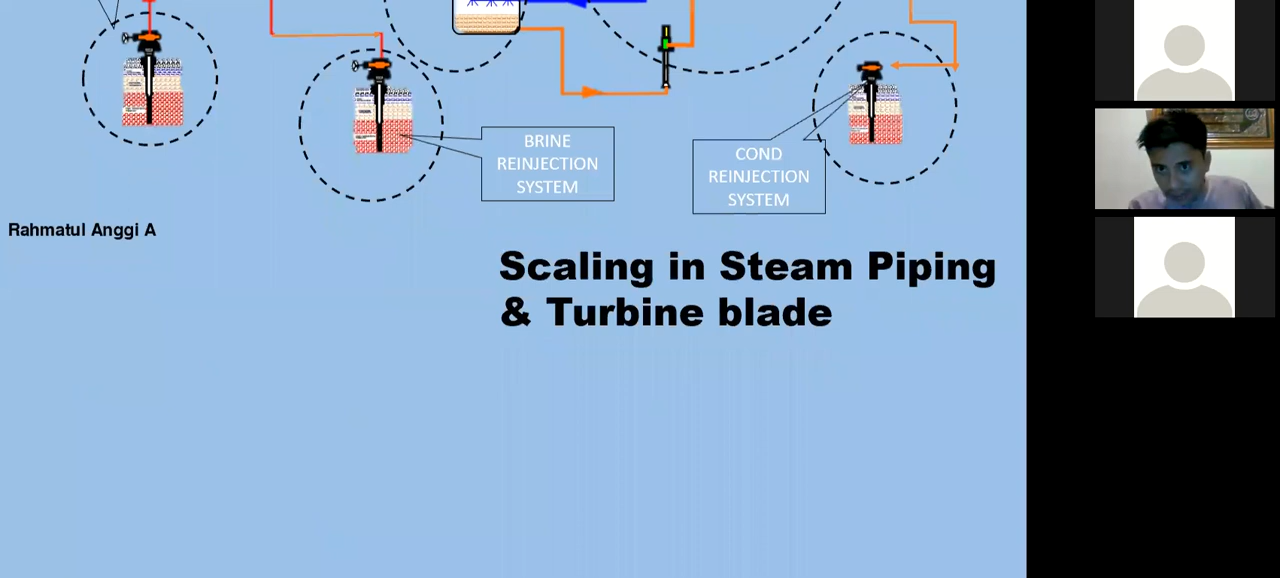 BRINE
REINJECTION
SYSTEM
COND
REINJECTION
SYSTEM
Rahmatul Anggi A
Scaling in Steam Piping
& Turbine blade